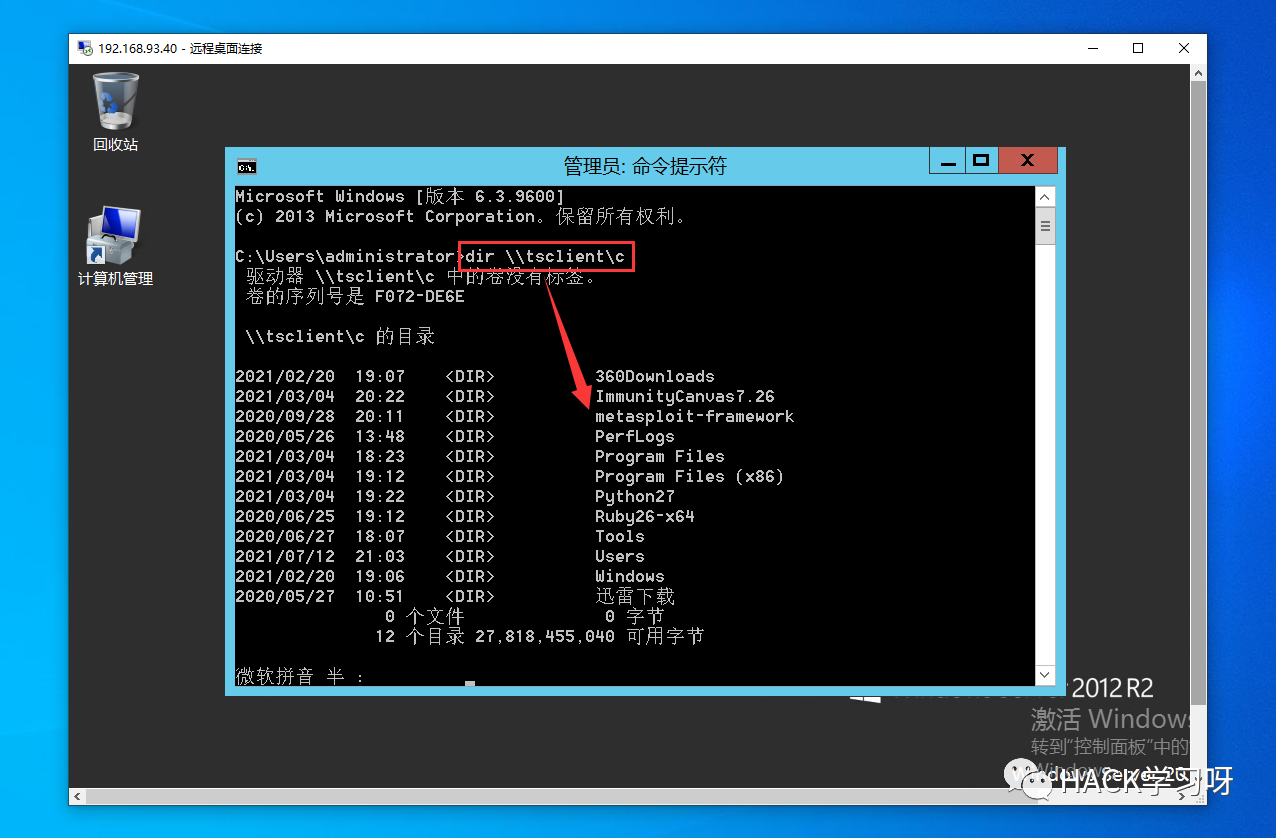 192.168.93.40 - 远程桌面连接
回收站
计算机管理
管理员: 命令提示符
Microsoft Windows [版本 6.3.9600]
(c) 2013 Microsoft Corporation。保留所有权利。
C:\Users\administrator>dir \\tsclient\c
驱动器 \\tsclient\c 中的卷没有标签。
卷的序列号是 F072-DE6E
\\tsclient\c 的目录
2021/02/20  19:07    <DIR>          360Downloads
2021/03/04  20:22    <DIR>          ImmunityCanvas7.26
2020/09/28  20:11    <DIR>          metasploit-framework
2020/05/26  13:48    <DIR>          PerfLogs
2021/03/04  18:23    <DIR>          Program Files
2021/03/04  19:12    <DIR>          Program Files (x86)
2021/03/04  19:22    <DIR>          Python27
2020/06/25  19:12    <DIR>          Ruby26-x64
2020/06/27  18:07    <DIR>          Tools
2021/07/12  21:03    <DIR>          Users
2021/02/20  19:06    <DIR>          Windows
2020/05/27  10:51    <DIR>          迅雷下载
0 个文件              0 字节
12 个目录 27,818,455,040 可用字节
微软拼音 半 :
2012 R2
激活 Windows
转到"控制面板"中的
Windows
HACK学习呀